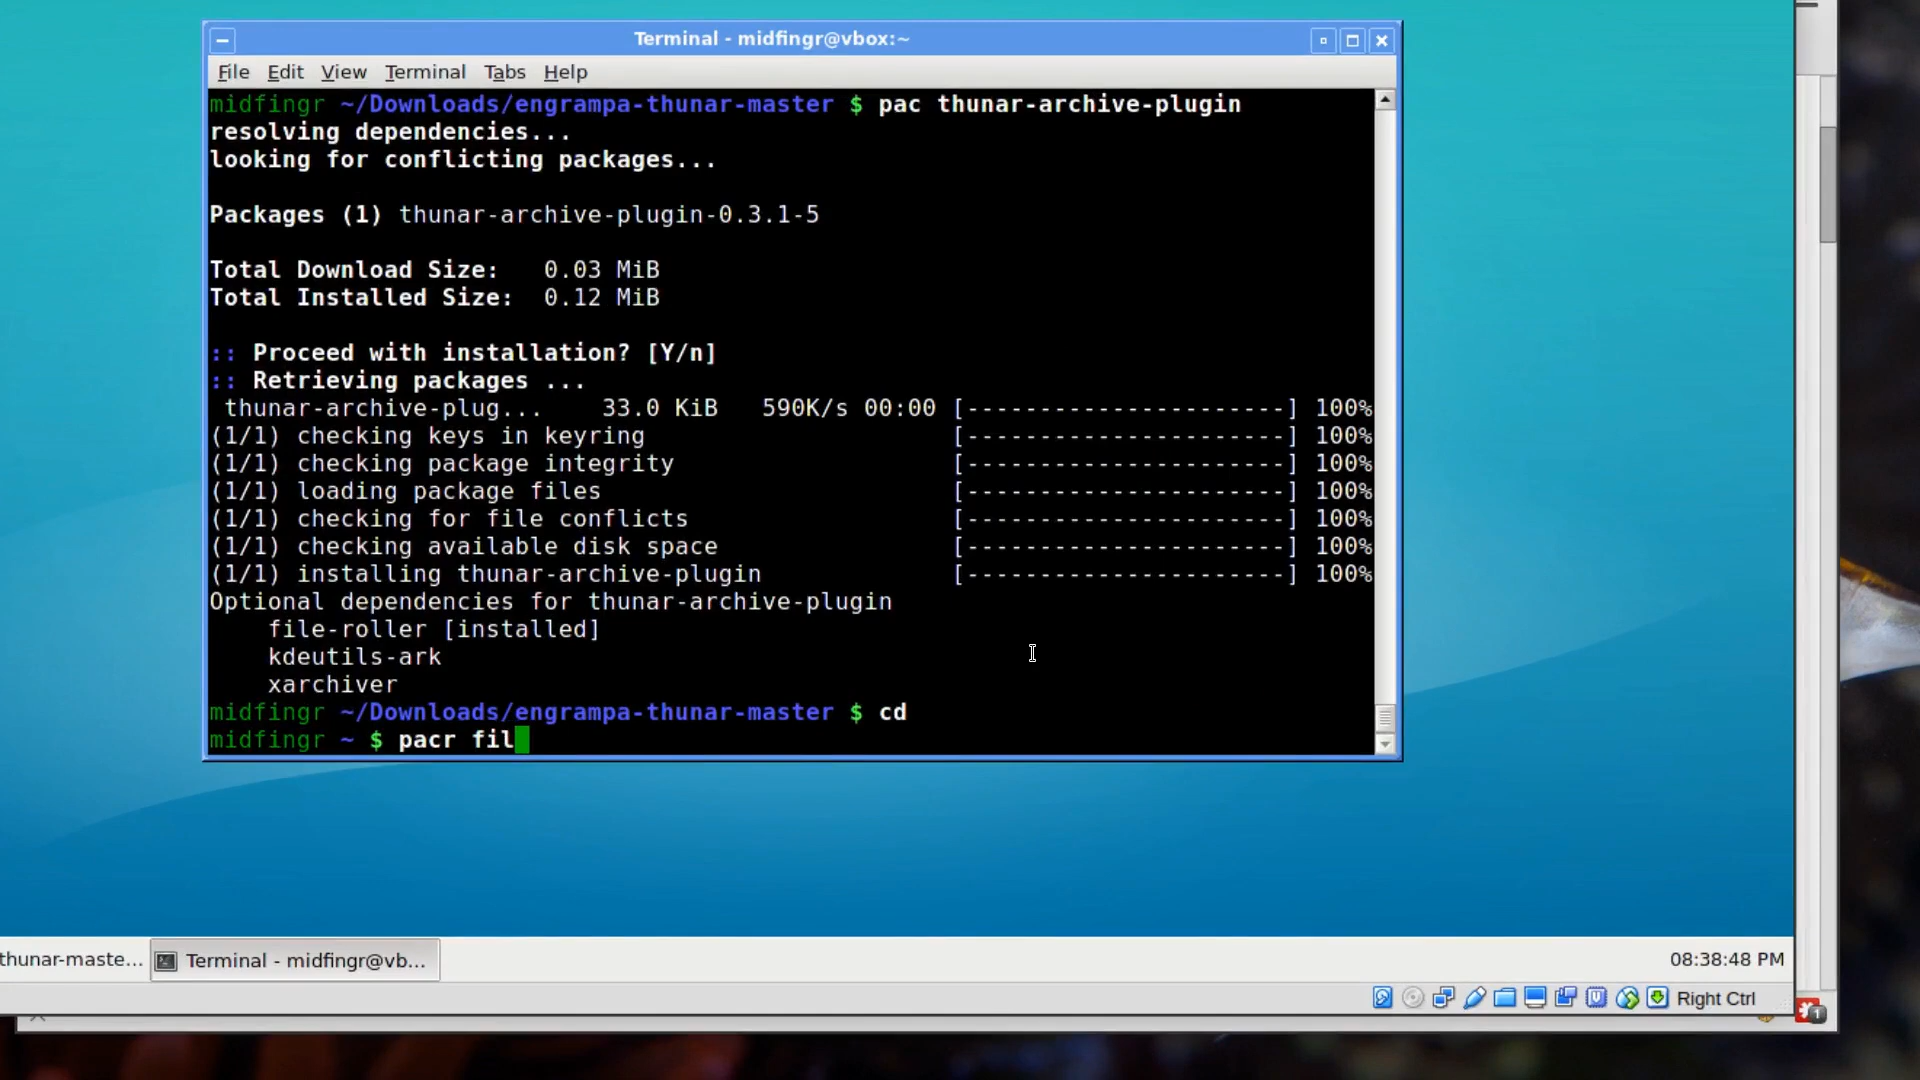 Terminal - midfingr@vbox:~
File Edit View Terminal Tabs Help
midfingr ~/Downloads/engrampa-thunar-master $ pac thunar-archive-plugin
resolving dependencies...
looking for conflicting packages...
Packages (1) thunar-archive-plugin-0.3.1-5
Total Download Size:   0.03 MiB
Total Installed Size:  0.12 MiB
:: Proceed with installation? [Y/n]
:: Retrieving packages ...
thunar-archive-plug...    33.0 KiB   590K/s 00:00 [----------------------] 100%
(1/1) checking keys in keyring                     [----------------------] 100%
(1/1) checking package integrity                   [----------------------] 100%
(1/1) loading package files                        [----------------------] 100%
(1/1) checking for file conflicts                  [----------------------] 100%
(1/1) checking available disk space                [----------------------] 100%
(1/1) installing thunar-archive-plugin             [----------------------] 100%
Optional dependencies for thunar-archive-plugin
file-roller [installed]
kdeutils-ark
xarchiver
midfingr ~/Downloads/engrampa-thunar-master $ cd
midfingr ~ $ pacr fil
thunar-maste... Terminal - midfingr@vb... 08:38:48 PM
Right Ctrl
1